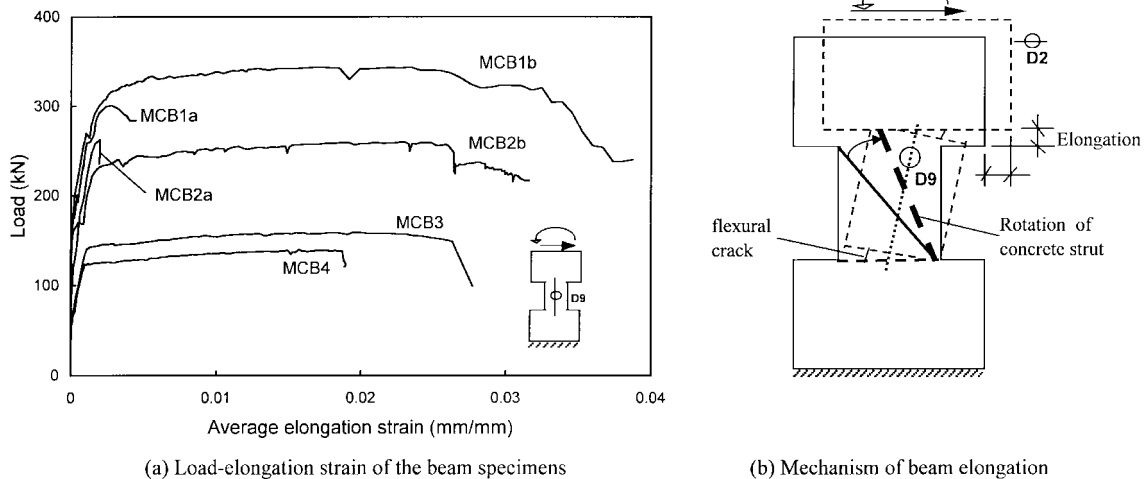 400
300
200
100
0
Load (kN)
MCB1b
MCB1a
MCB2b
MCB2a
MCB3
MCB4
D9
0
0.01
0.02
0.03
0.04
Average elongation strain (mm/mm)
(a) Load-elongation strain of the beam specimens
D2
Elongation
D9
flexural
crack
Rotation of
concrete strut
(b) Mechanism of beam elongation